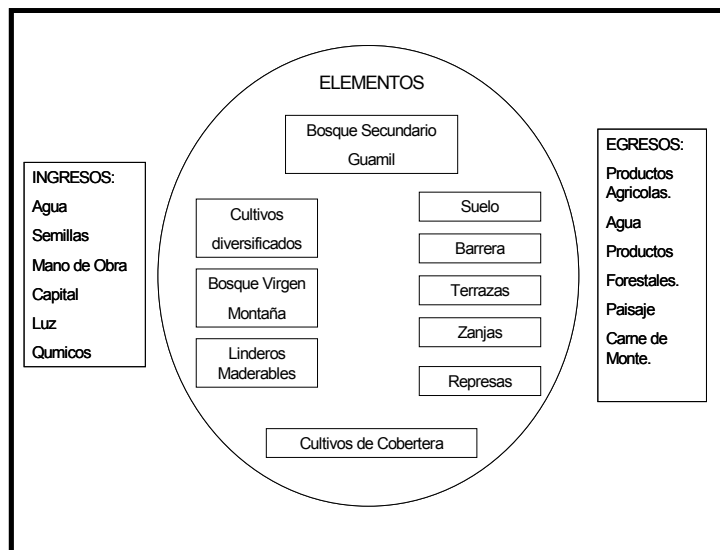 ELEMENTOS
Bosque Secundario
Guamil
INGRESOS:
Agua
Semillas
Mano de Obra
Capital
Luz
Qumicos
Cultivos
diversificados
Bosque Virgen
Montaña
Linderos
Maderables
Suelo
Barrera
Terrazas
Zanjas
Represas
Cultivos de Cobertera
EGRESOS:
Productos
Agricolas.
Agua
Productos
Forestales.
Paisaje
Carne de
Monte.